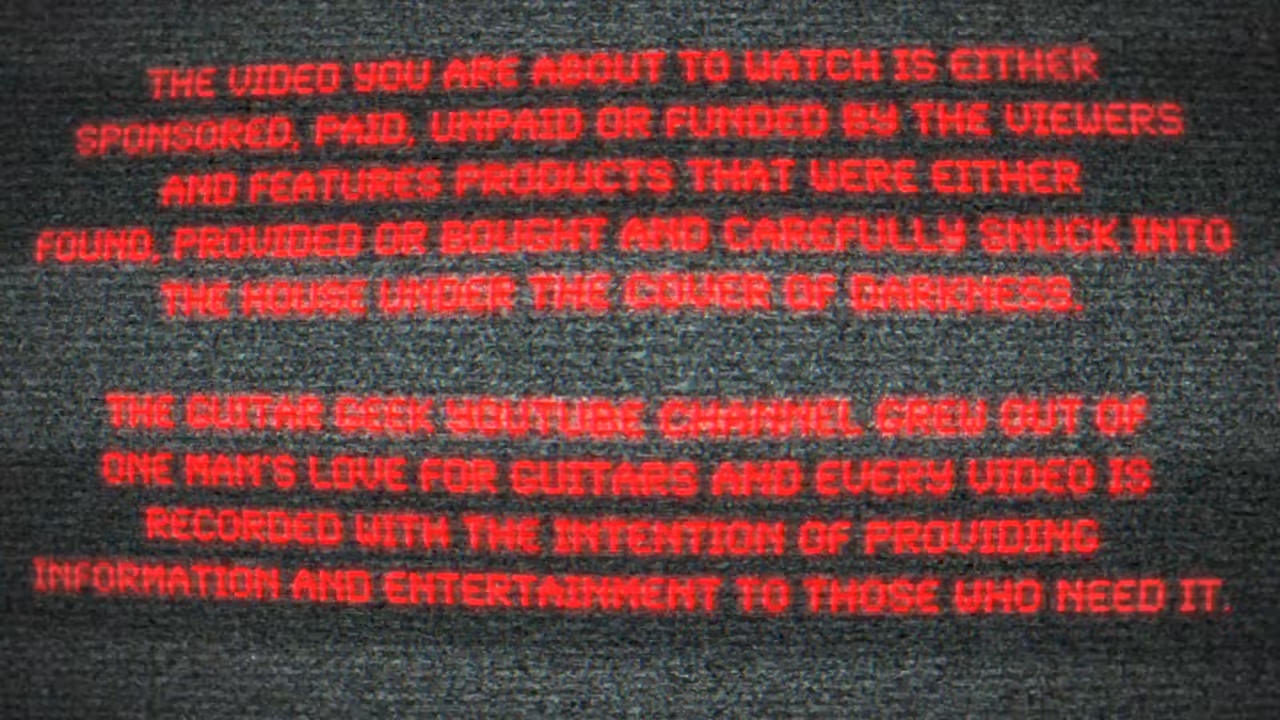 THE VIDEO YOU ARE ABOUT TO WATCH IS EITHER
SPONSORED, PAID, UNPAID OR FUNDED BY THE VIEWERS
AND FEATURES PRODUCTS THAT WERE EITHER
FOUND, PROVIDED OR BOUGHT AND CAREFULLY SNUCK INTO
THE HOUSE UNDER THE COVER OF DARKNESS.
THE GUITAR GEEK YOUTUBE CHANNEL GREW OUT OF
ONE MAN'S LOVE FOR GUITARS AND EVERY VIDEO IS
RECORDED WITH THE INTENTION OF PROVIDING
INFORMATION AND ENTERTAINMENT TO THOSE WHO NEED IT.